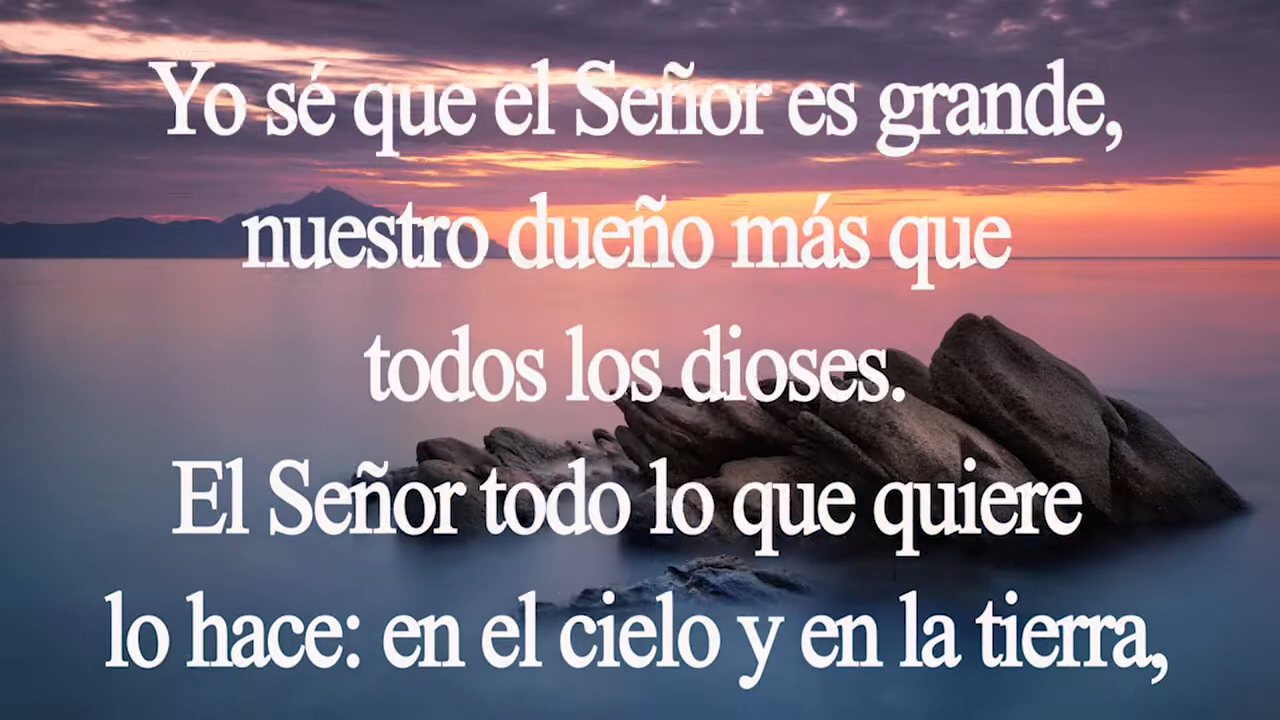 Yo sé que el Señor es grande,
nuestro dueño más que
todos los dioses.
El Señor todo lo que quiere
lo hace: en el cielo y en la tierra,